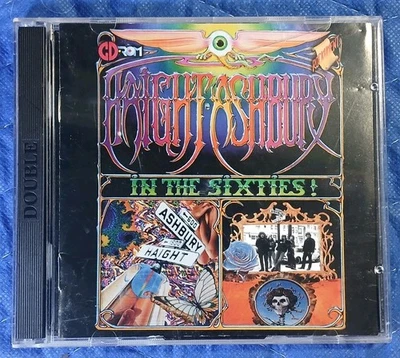 CD-ROM
HAIGHT-ASHBURY
IN THE SIXTIES!
ASHBURY
HAIGHT
DOUBLE